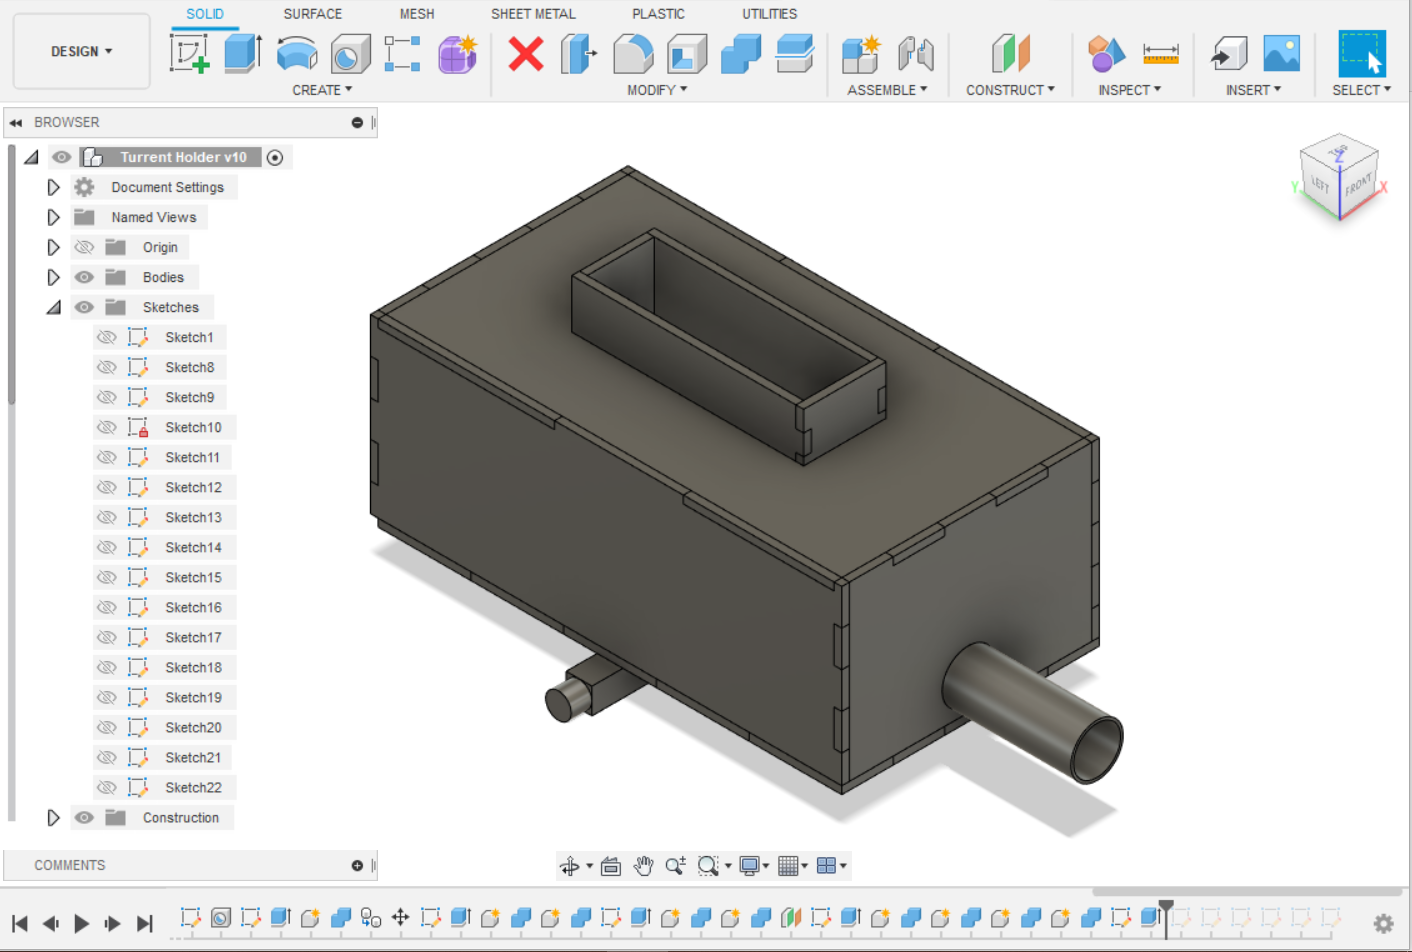 SOLID SURFACE MESH SHEET METAL PLASTIC UTILITIES
DESIGN
CREATE MODIFY ASSEMBLE CONSTRUCT INSPECT INSERT SELECT
BROWSER
Turrent Holder v10
Document Settings
Named Views
Origin
Bodies
Sketches
Sketch1
Sketch8
Sketch9
Sketch10
Sketch11
Sketch12
Sketch13
Sketch14
Sketch15
Sketch16
Sketch17
Sketch18
Sketch19
Sketch20
Sketch21
Sketch22
Construction
COMMENTS
TOP
Z
Y LEFT FRONT X